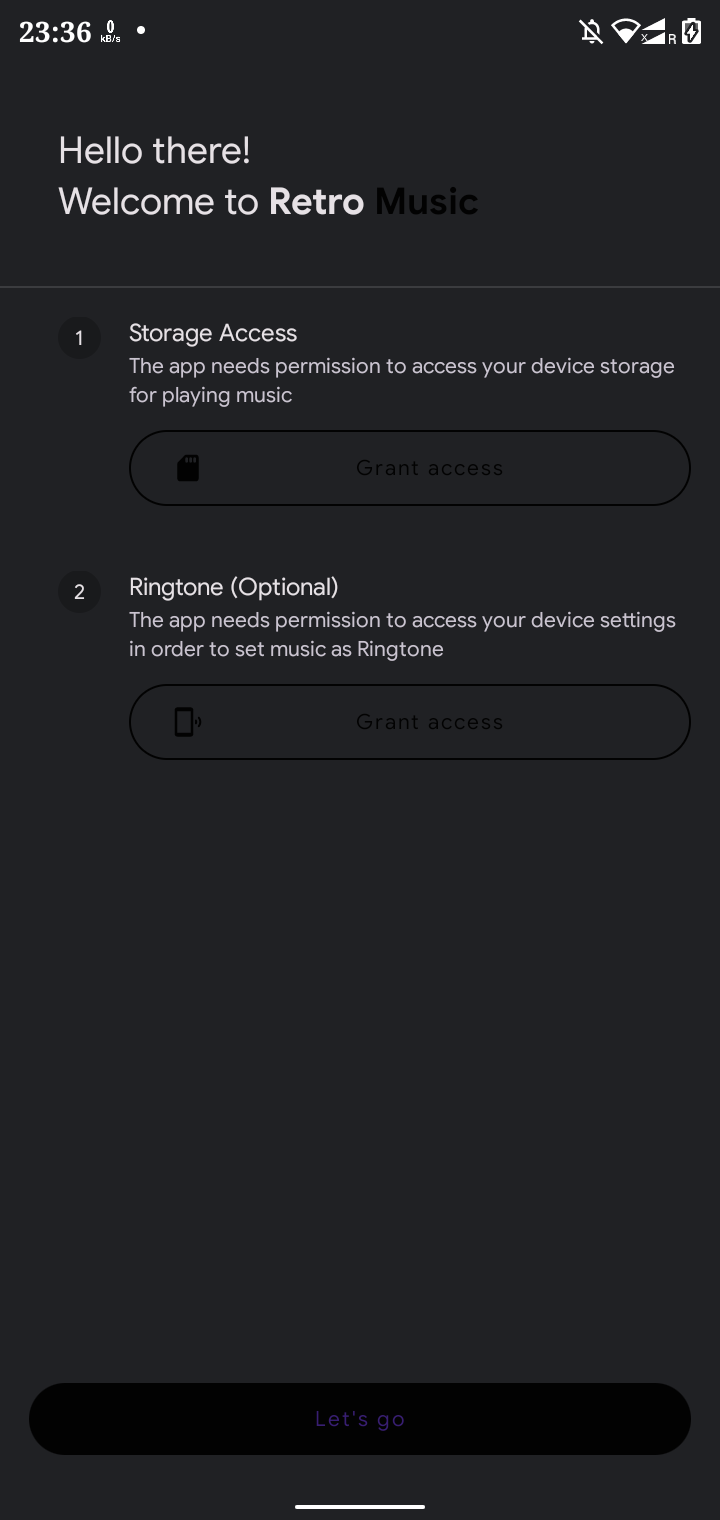 23:36 0 kB/s
R
Hello there!
Welcome to Retro Music
1 Storage Access
The app needs permission to access your device storage
for playing music
Grant access
2 Ringtone (Optional)
The app needs permission to access your device settings
in order to set music as Ringtone
Grant access
Let's go